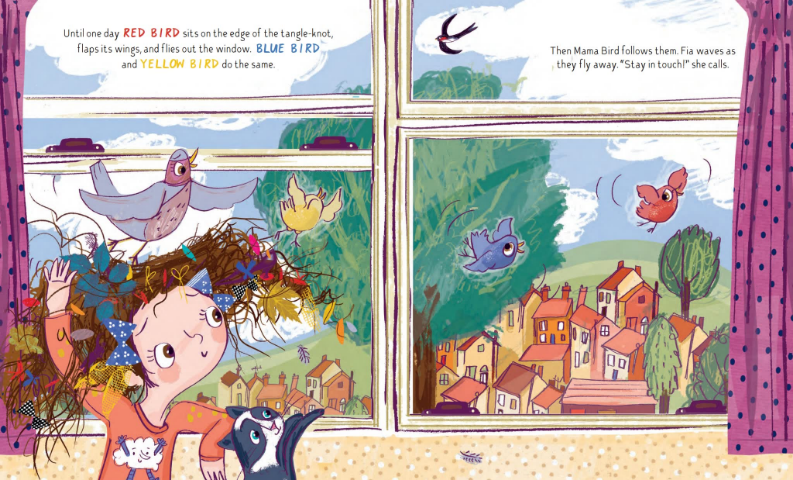 Until one day RED BIRD sits on the edge of the tangle-knot,
flaps its wings, and flies out the window. BLUE BIRD
and YELLOW BIRD do the same.
Then Mama Bird follows them. Fia waves as
they fly away. “Stay in touch!” she calls.